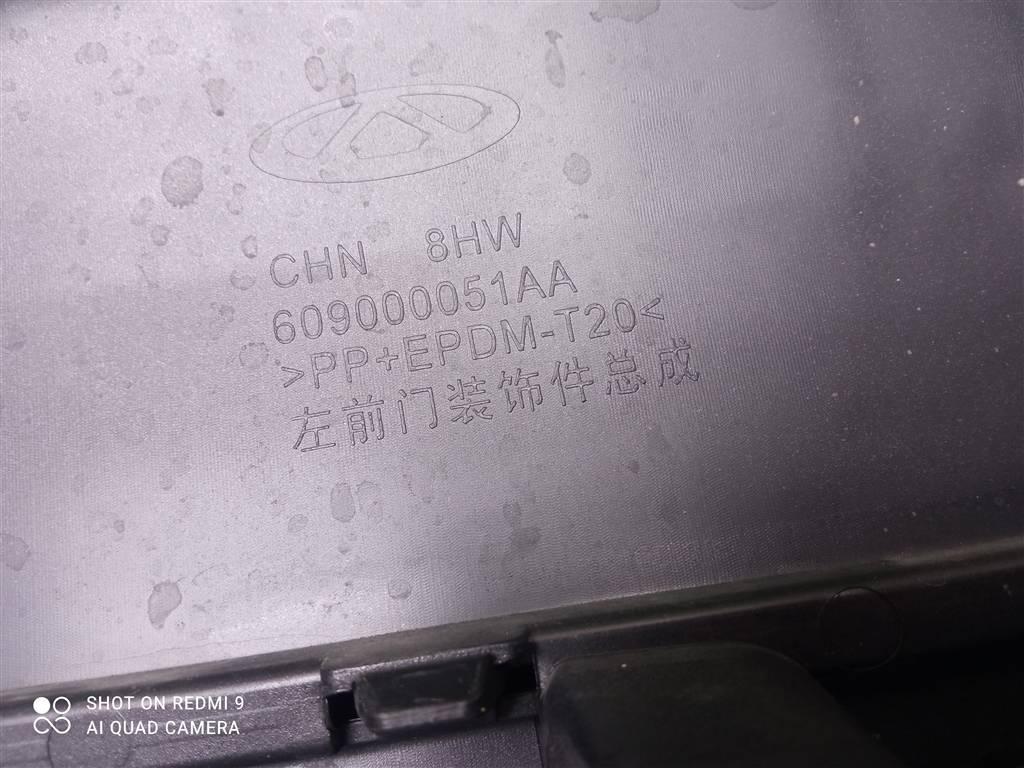 CHN 8HW
609000051AA
>PP+EPDM-T20<
左前门装饰件总成
SHOT ON REDMI 9
AI QUAD CAMERA